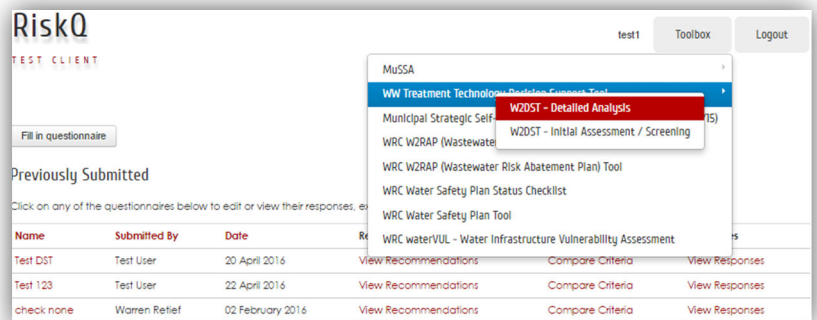 RiskQ
test1 Toolbox Logout
TEST CLIENT
MuSSA
WW Treatment Technology Decision Support Tool
W2DST - Detailed Analysis
Municipal Strategic Self- 15)
W2DST - Initial Assessment / Screening
Fill in questionnaire
WRC W2RAP (Wastewate
WRC W2RAP (Wastewater Risk Abatement Plan) Tool
Previously Submitted
WRC Water Safety Plan Status Checklist
Click on any of the questionnaires below to edit or view their responses, ex
WRC Water Safety Plan Tool
Name Submitted By Date Re s
WRC waterVUL - Water Infrastructure Vulnerability Assessment
Test DST Test User 20 April 2016 View Recommendations Compare Criteria View Responses
Test 123 Test User 22 April 2016 View Recommendations Compare Criteria View Responses
check none Warren Retief 02 February 2016 View Recommendations Compare Criteria View Responses